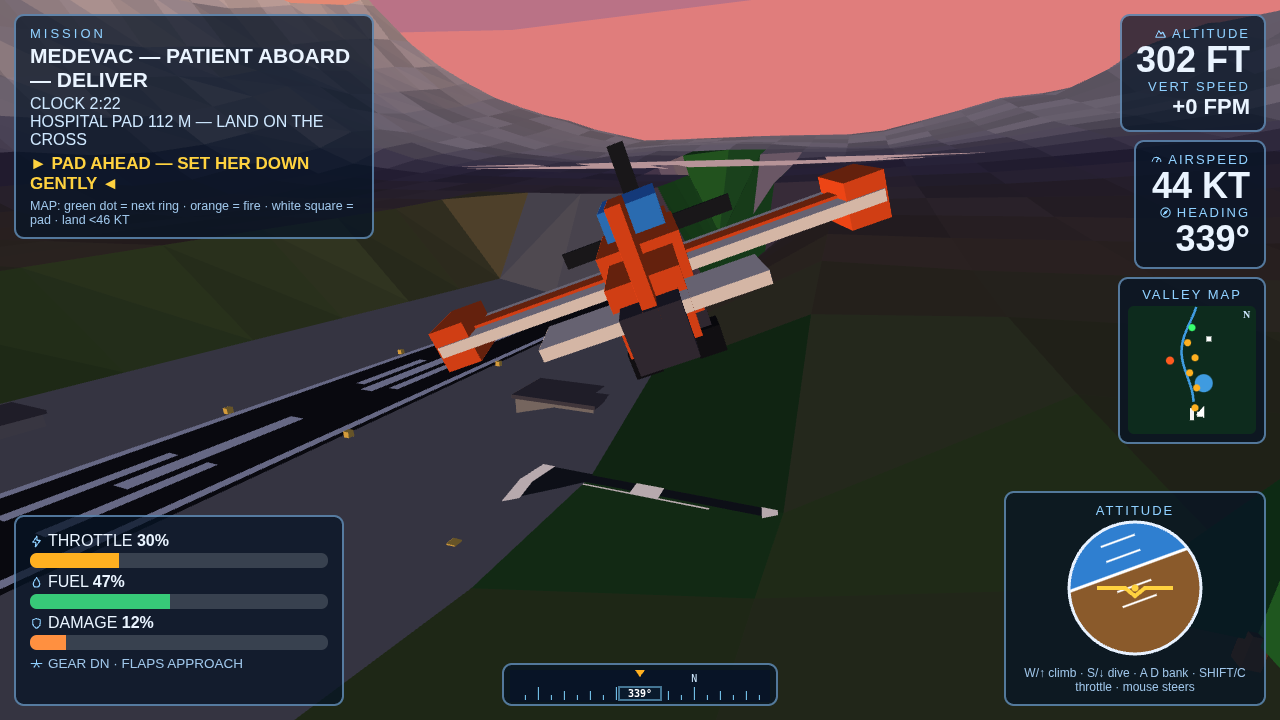 MISSION
MEDEVAC — PATIENT ABOARD
— DELIVER
CLOCK 2:22
HOSPITAL PAD 112 M — LAND ON THE
CROSS
► PAD AHEAD — SET HER DOWN
GENTLY ◄
MAP: green dot = next ring · orange = fire · white square =
pad · land <46 KT
ALTITUDE
302 FT
VERT SPEED
+0 FPM
AIRSPEED
44 KT
HEADING
339°
VALLEY MAP
N
THROTTLE 30%
FUEL 47%
DAMAGE 12%
GEAR DN · FLAPS APPROACH
N
339°
ATTITUDE
W/↑ climb · S/↓ dive · A D bank · SHIFT/C
throttle · mouse steers